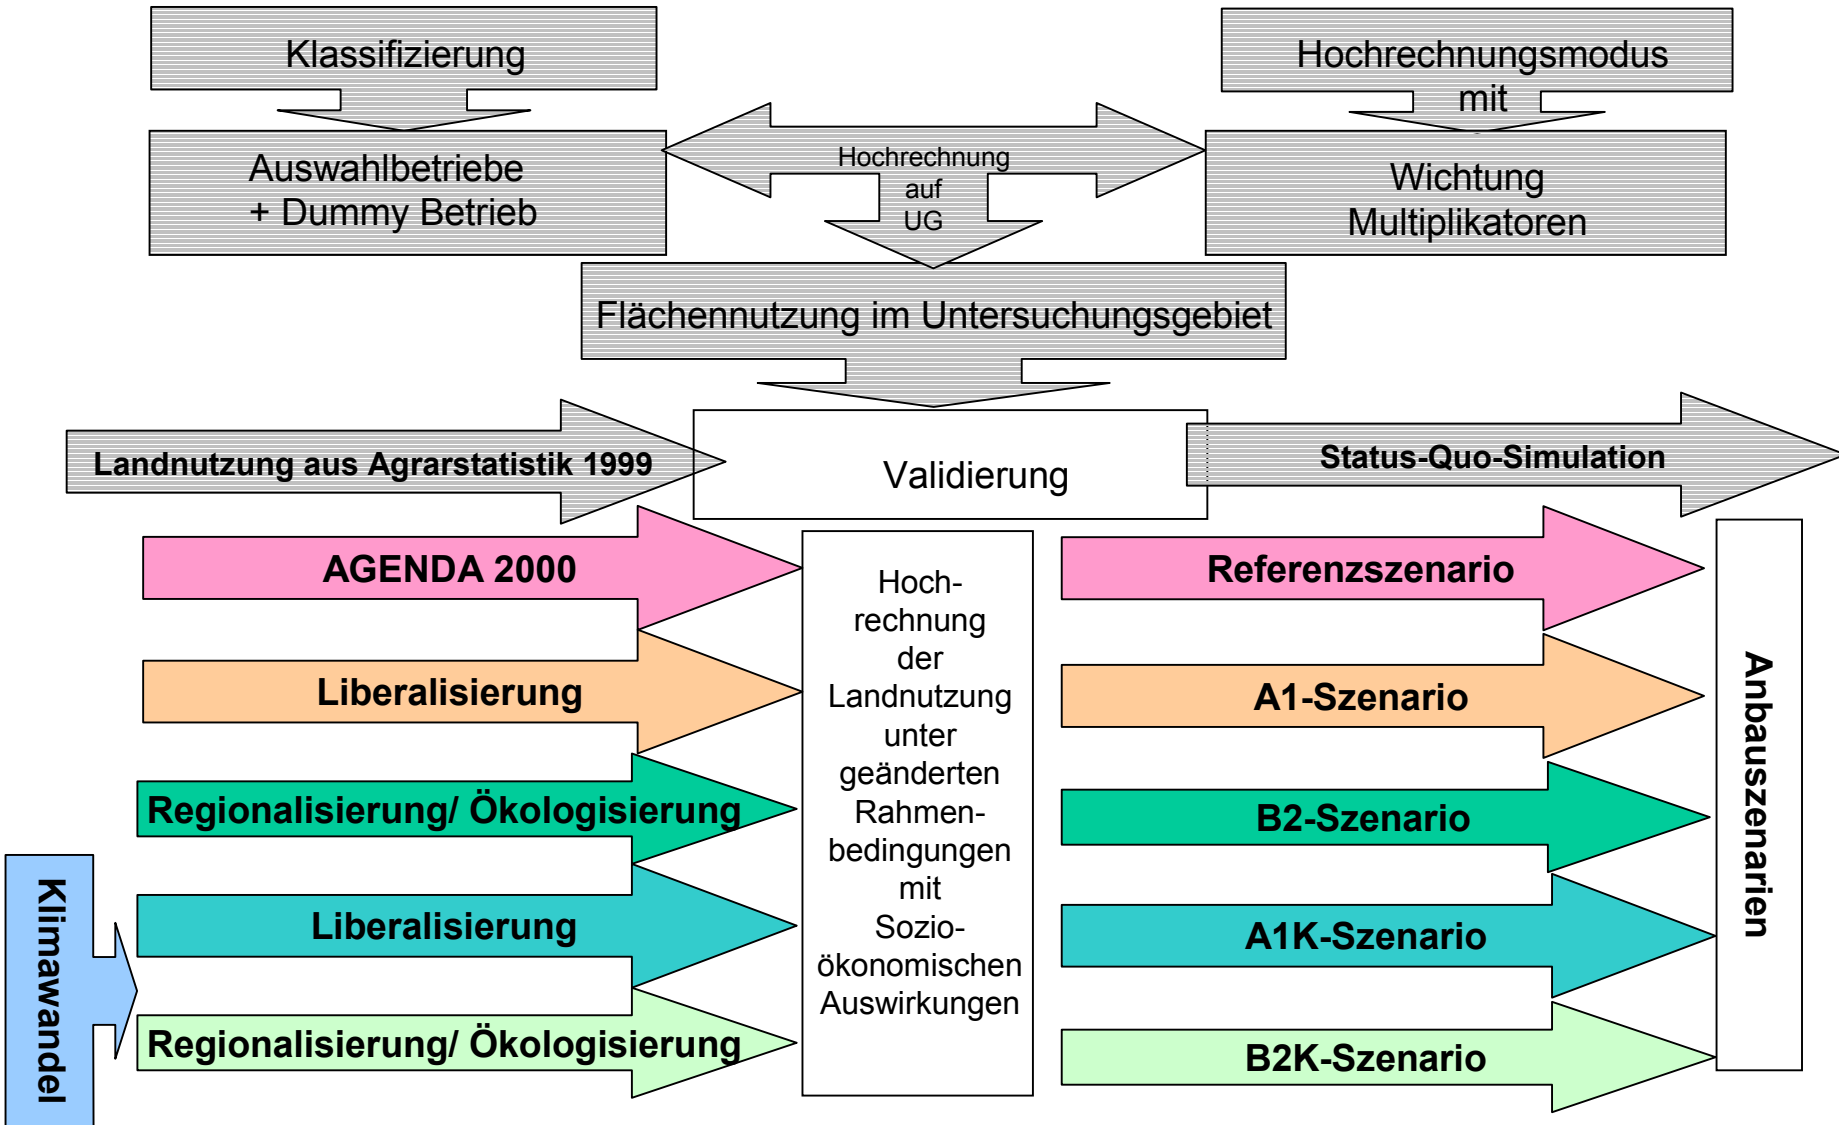 Klassifizierung
Hochrechnungsmodus
mit
Auswahlbetriebe
+ Dummy Betrieb
Hochrechnung
auf
UG
Wichtung
Multiplikatoren
Flächennutzung im Untersuchungsgebiet
Landnutzung aus Agrarstatistik 1999
Validierung
Status-Quo-Simulation
AGENDA 2000
Liberalisierung
Regionalisierung/ Ökologisierung
Liberalisierung
Regionalisierung/ Ökologisierung
Klimawandel
Hoch-
rechnung
der
Landnutzung
unter
geänderten
Rahmen-
bedingungen
mit
Sozio-
ökonomischen
Auswirkungen
Referenzszenario
A1-Szenario
B2-Szenario
A1K-Szenario
B2K-Szenario
Anbauszenarien